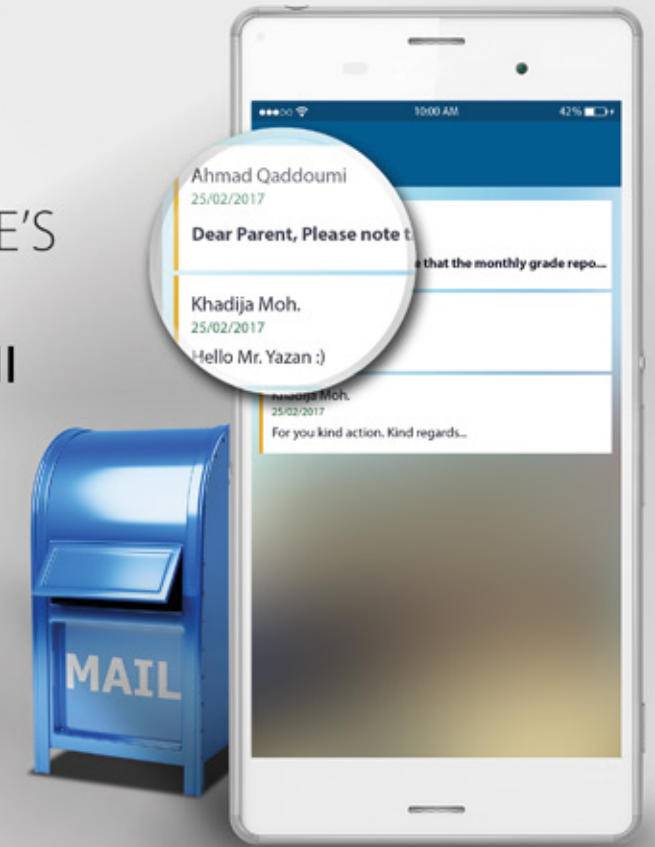 E'S
10:00 AM
42%
Ahmad Qaddoumi
25/02/2017
Dear Parent, Please note t
e that the monthly grade repo...
Khadija Moh.
25/02/2017
Hello Mr. Yazan :)
Khadija Moh.
25/02/2017
For you kind action. Kind regards...
MAIL